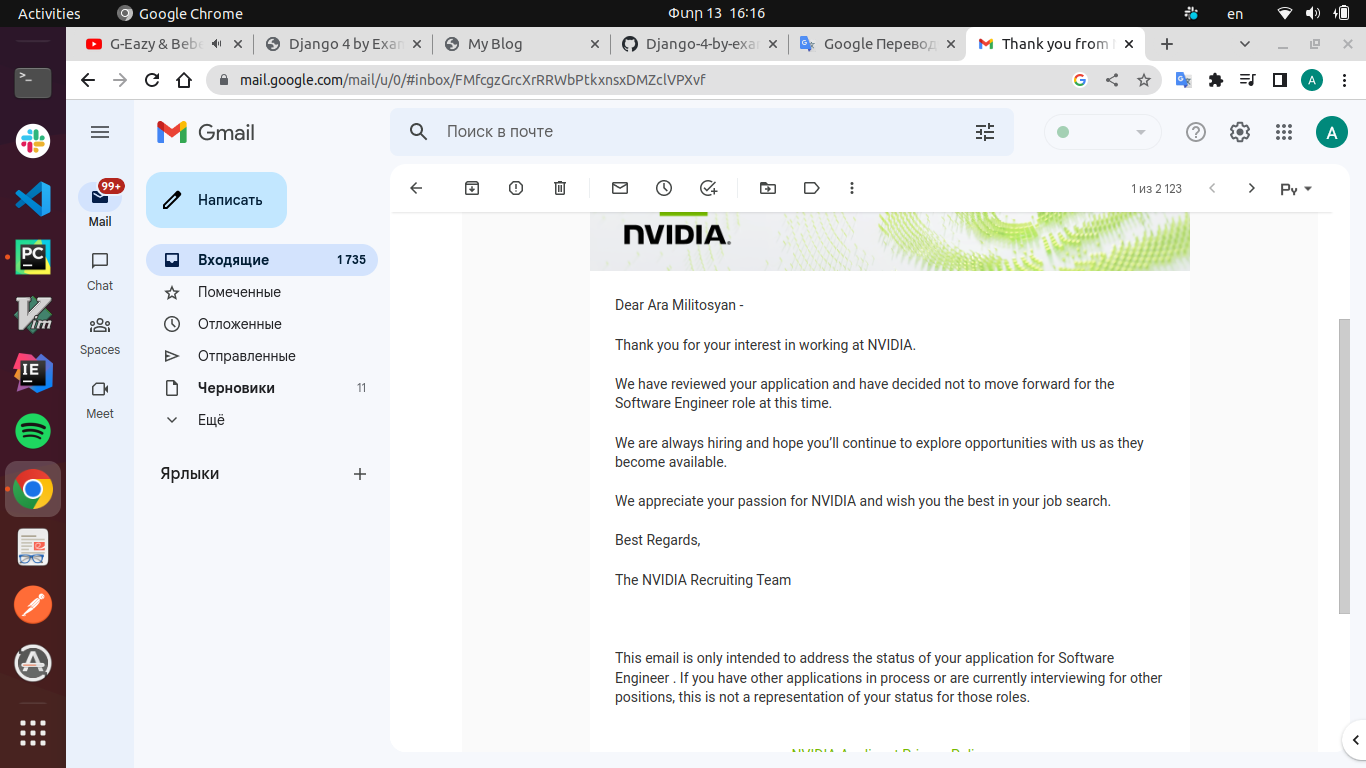 Activities
Google Chrome
Փտր 13 16:16
en
G-Eazy & Bebe
Django 4 by Exan
My Blog
Django-4-by-exa
Google Перевод
Thank you from
mail.google.com/mail/u/0/#inbox/FMfcgzGrcXrRRWbPtkxnsxDMZclVPXvf
A
Gmail
Поиск в почте
A
99+
Mail
Chat
Spaces
Meet
Написать
Входящие 1 735
Помеченные
Отложенные
Отправленные
Черновики 11
Ещё
Ярлыки
1 из 2 123
Ру
NVIDIA.
Dear Ara Militosyan -
Thank you for your interest in working at NVIDIA.
We have reviewed your application and have decided not to move forward for the
Software Engineer role at this time.
We are always hiring and hope you’ll continue to explore opportunities with us as they
become available.
We appreciate your passion for NVIDIA and wish you the best in your job search.
Best Regards,
The NVIDIA Recruiting Team
This email is only intended to address the status of your application for Software
Engineer . If you have other applications in process or are currently interviewing for other
positions, this is not a representation of your status for those roles.
PC
Vim
IE